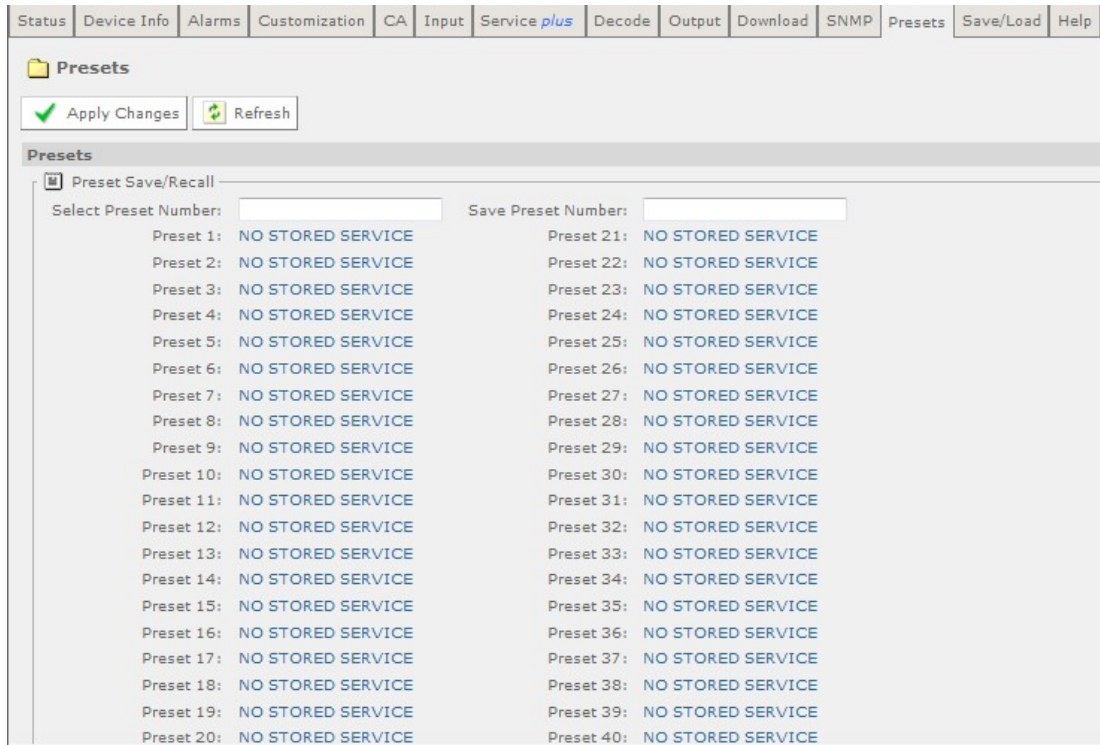 Status Device Info Alarms Customization CA Input Service plus Decode Output Download SNMP Presets Save/Load Help
Presets
Apply Changes Refresh
Presets
Preset Save/Recall
Select Preset Number: Save Preset Number:
Preset 1: NO STORED SERVICE Preset 21: NO STORED SERVICE
Preset 2: NO STORED SERVICE Preset 22: NO STORED SERVICE
Preset 3: NO STORED SERVICE Preset 23: NO STORED SERVICE
Preset 4: NO STORED SERVICE Preset 24: NO STORED SERVICE
Preset 5: NO STORED SERVICE Preset 25: NO STORED SERVICE
Preset 6: NO STORED SERVICE Preset 26: NO STORED SERVICE
Preset 7: NO STORED SERVICE Preset 27: NO STORED SERVICE
Preset 8: NO STORED SERVICE Preset 28: NO STORED SERVICE
Preset 9: NO STORED SERVICE Preset 29: NO STORED SERVICE
Preset 10: NO STORED SERVICE Preset 30: NO STORED SERVICE
Preset 11: NO STORED SERVICE Preset 31: NO STORED SERVICE
Preset 12: NO STORED SERVICE Preset 32: NO STORED SERVICE
Preset 13: NO STORED SERVICE Preset 33: NO STORED SERVICE
Preset 14: NO STORED SERVICE Preset 34: NO STORED SERVICE
Preset 15: NO STORED SERVICE Preset 35: NO STORED SERVICE
Preset 16: NO STORED SERVICE Preset 36: NO STORED SERVICE
Preset 17: NO STORED SERVICE Preset 37: NO STORED SERVICE
Preset 18: NO STORED SERVICE Preset 38: NO STORED SERVICE
Preset 19: NO STORED SERVICE Preset 39: NO STORED SERVICE
Preset 20: NO STORED SERVICE Preset 40: NO STORED SERVICE